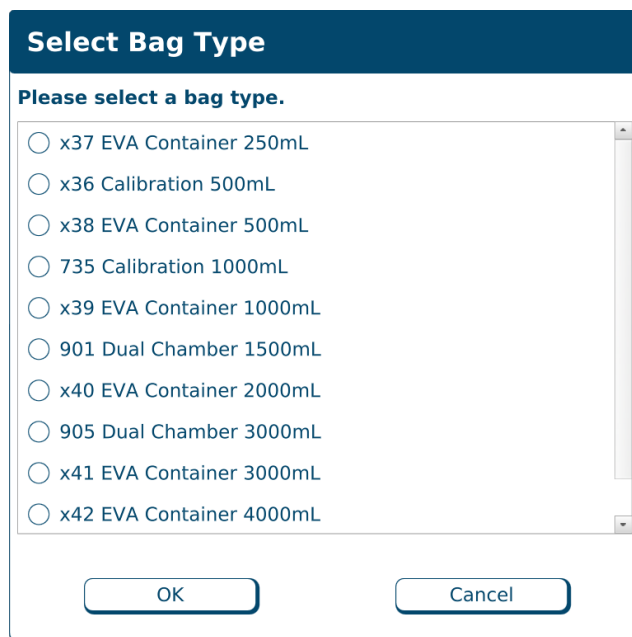 Select Bag Type
Please select a bag type.
x37 EVA Container 250mL
x36 Calibration 500mL
x38 EVA Container 500mL
735 Calibration 1000mL
x39 EVA Container 1000mL
901 Dual Chamber 1500mL
x40 EVA Container 2000mL
905 Dual Chamber 3000mL
x41 EVA Container 3000mL
x42 EVA Container 4000mL
OK Cancel